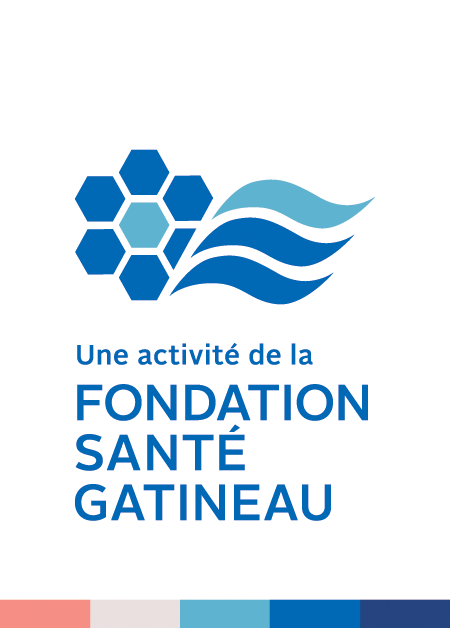 Une activité de la
FONDATION
SANTÉ
GATINEAU